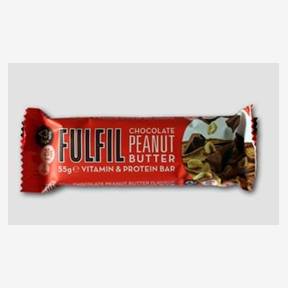 FULFIL
CHOCOLATE
PEANUT
BUTTER
55g e VITAMIN & PROTEIN BAR
CHOCOLATE PEANUT BUTTER FLAVOUR